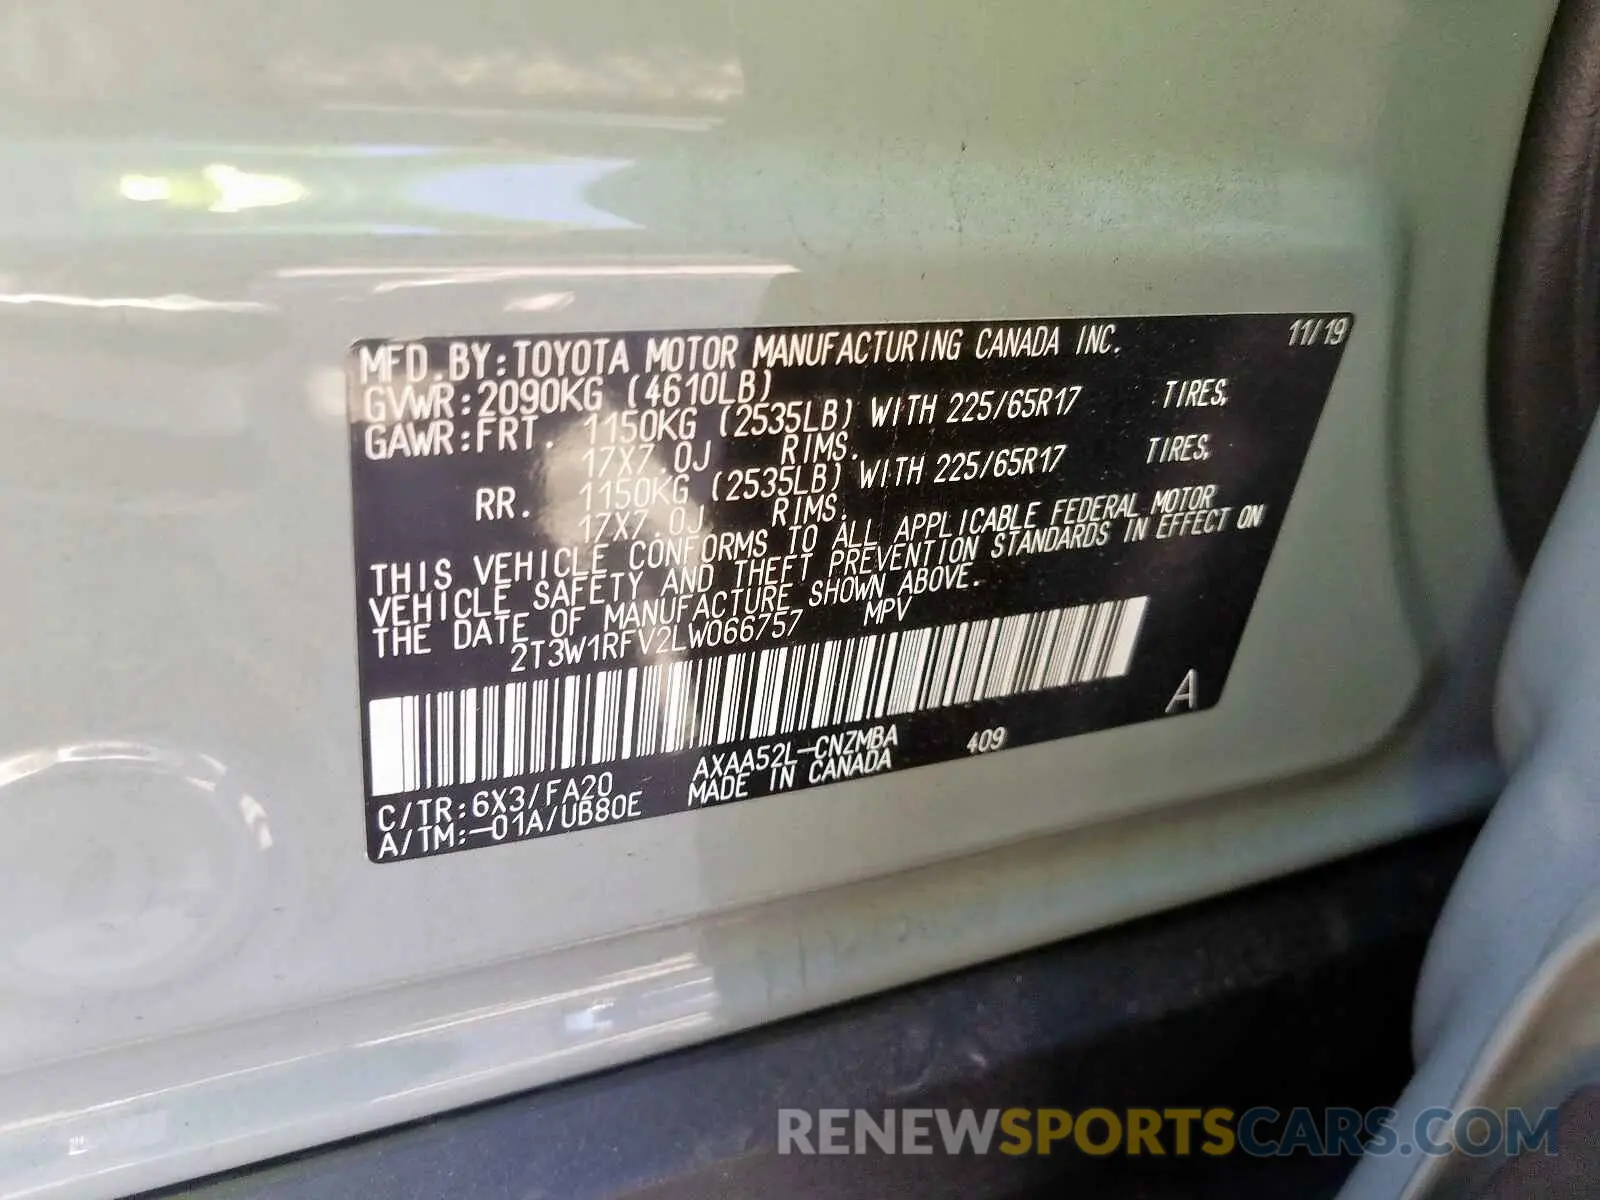 MFD. BY: TOYOTA MOTOR MANUFACTURING CANADA INC. 11/19
GVWR: 2090KG (4610LB)
GAWR: FRT. 1150KG (2535LB) WITH 225/65R17 TIRES,
17X7.0J RIMS.
RR. 1150KG (2535LB) WITH 225/65R17 TIRES,
17X7.0J RIMS.
THIS VEHICLE CONFORMS TO ALL APPLICABLE FEDERAL MOTOR
VEHICLE SAFETY AND THEFT PREVENTION STANDARDS IN EFFECT ON
THE DATE OF MANUFACTURE SHOWN ABOVE.
2T3W1RFV2LW066757 MPV
A
AXAA52L-CNZMBA 409
C/TR: 6X3/FA20 MADE IN CANADA
A/TM: -01A/UB80E
RENEWSPORTSCARS.COM